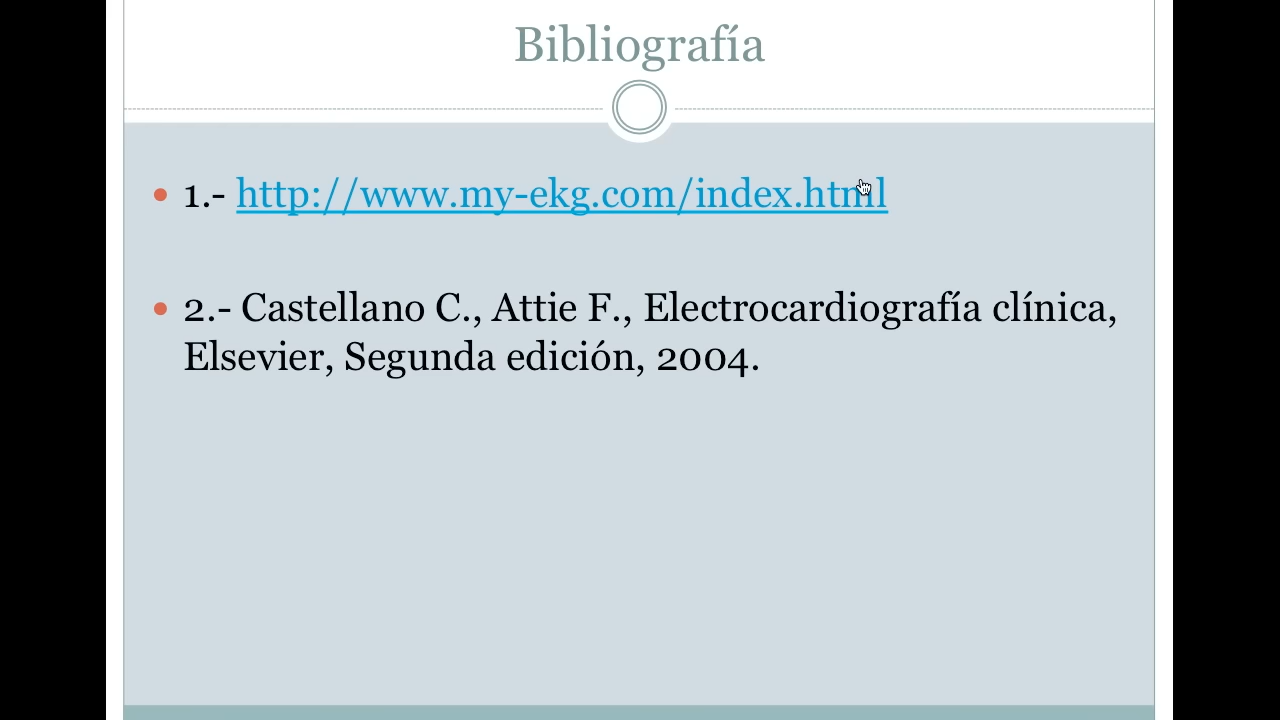 Bibliografía
1.- http://www.my-ekg.com/index.html
2.- Castellano C., Attie F., Electrocardiografía clínica,
Elsevier, Segunda edición, 2004.